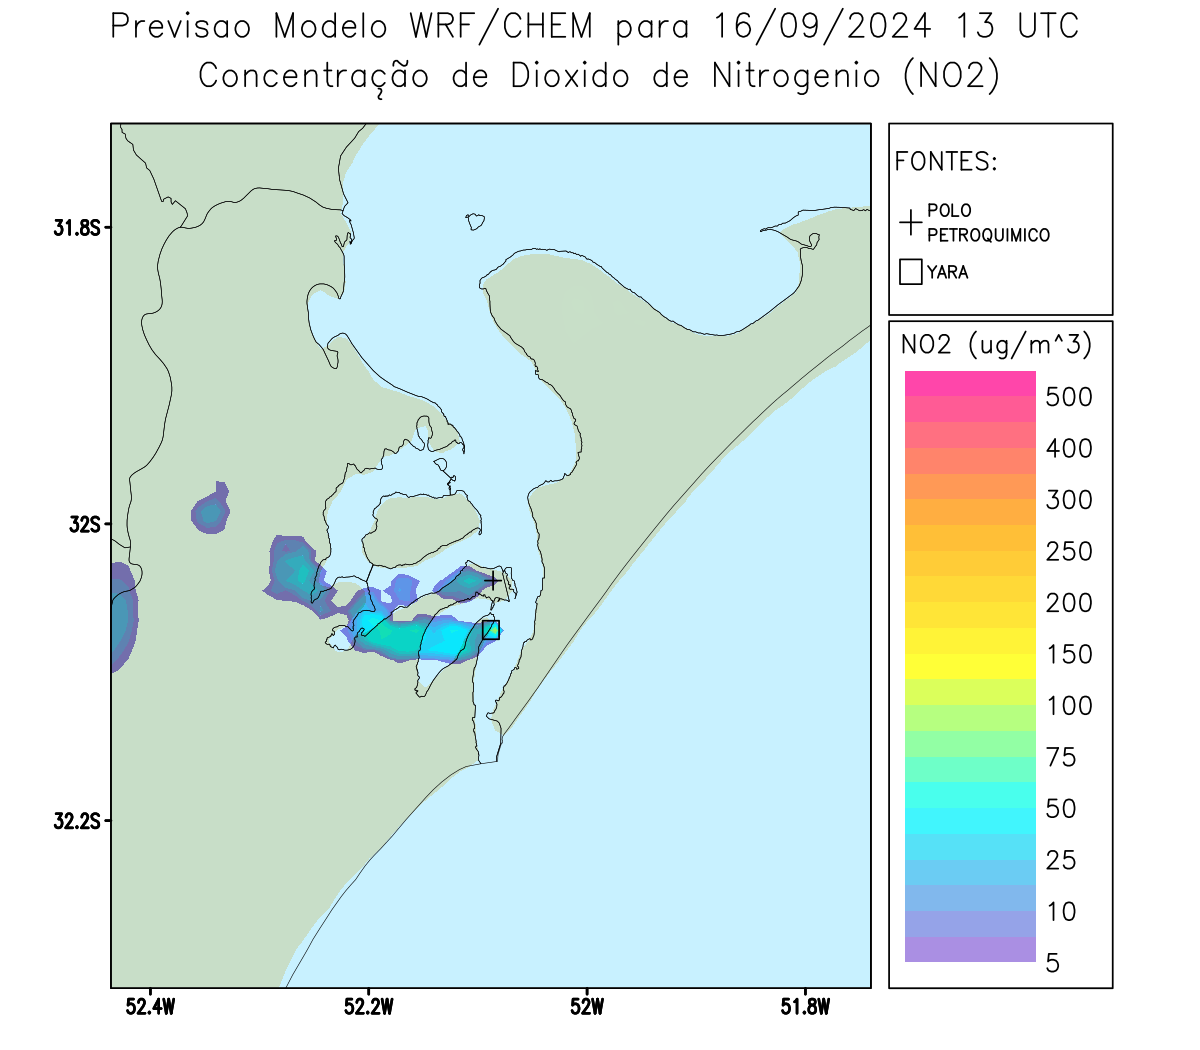 Previsao Modelo WRF/CHEM para 16/09/2024 13 UTC
Concentração de Dioxido de Nitrogenio (NO2)
FONTES:
POLO
PETROQUIMICO
YARA
NO2 (ug/m^3)
500
400
300
250
200
150
100
75
50
25
10
5
31.8S
32S
32.2S
52.4W
52.2W
52W
51.8W